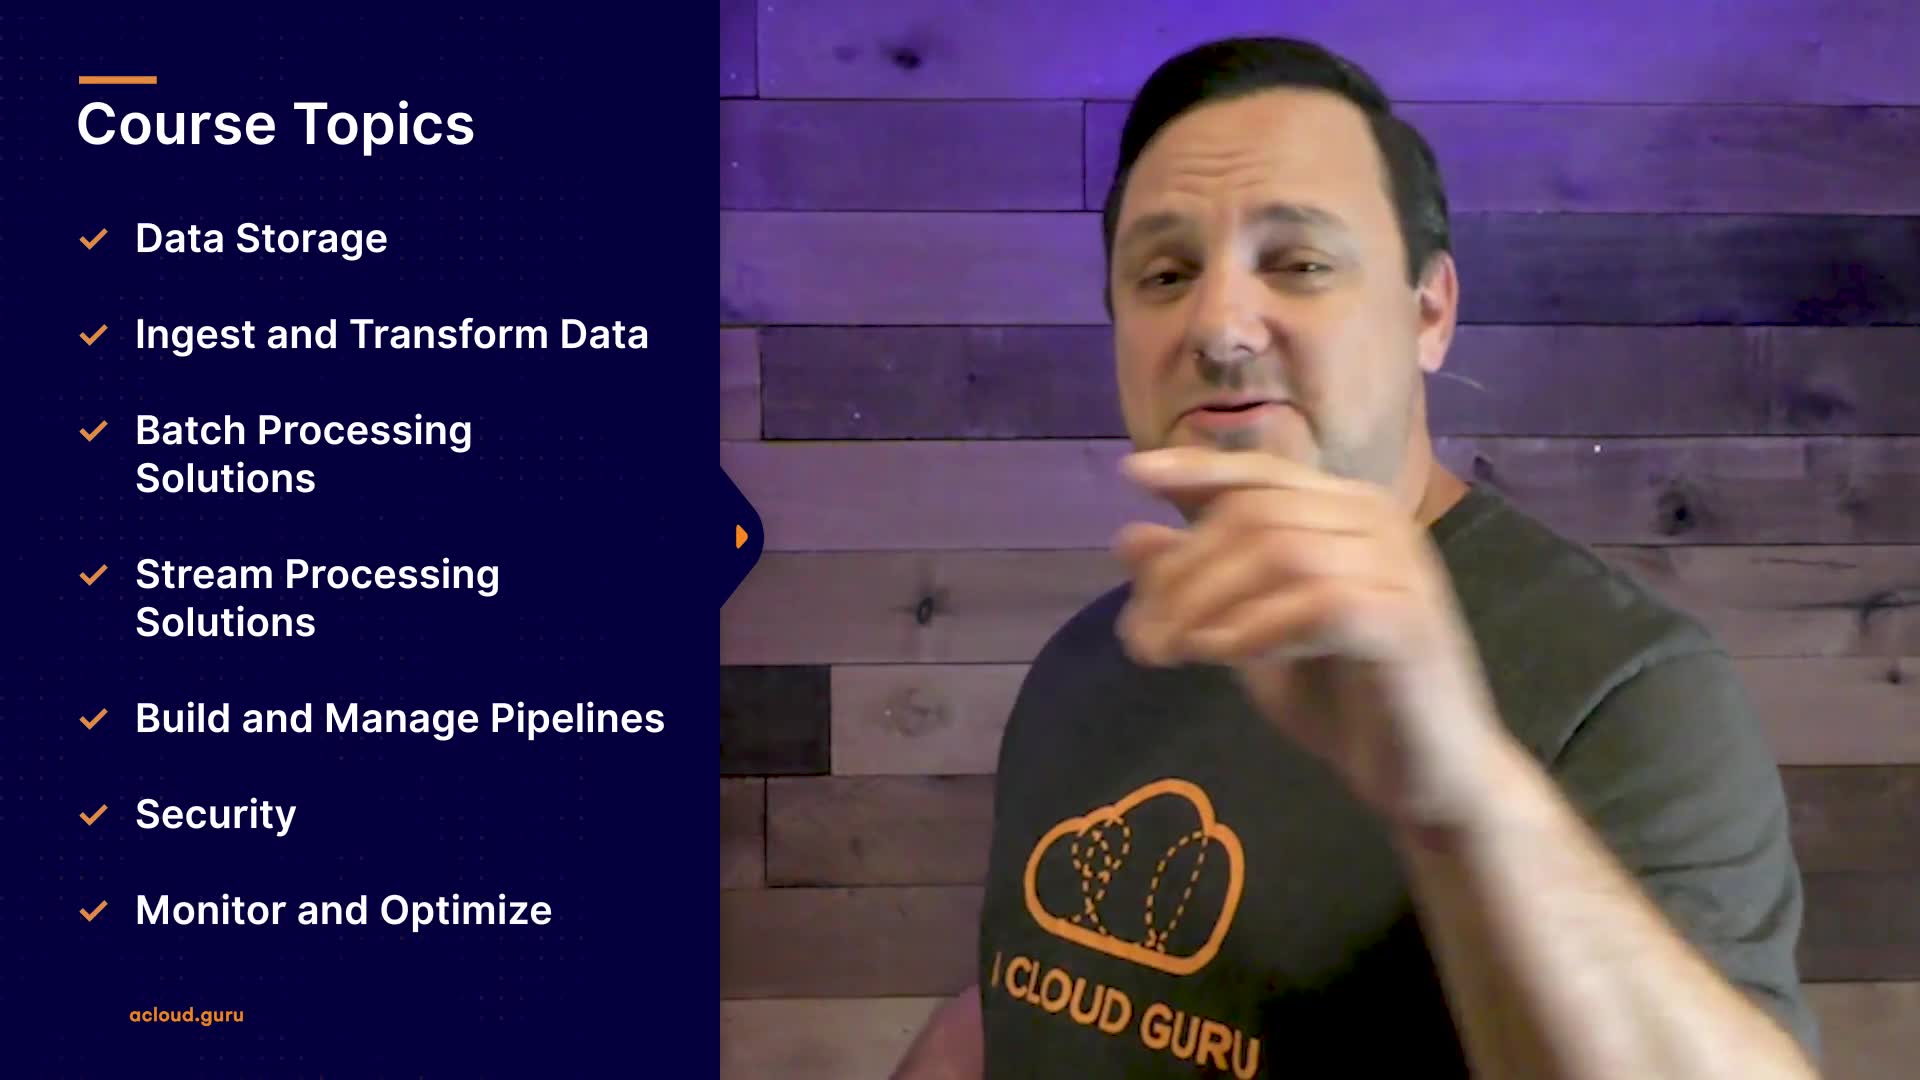 Course Topics
Data Storage
Ingest and Transform Data
Batch Processing
Solutions
Stream Processing
Solutions
Build and Manage Pipelines
Security
Monitor and Optimize
acloud.guru
CLOUD GURU